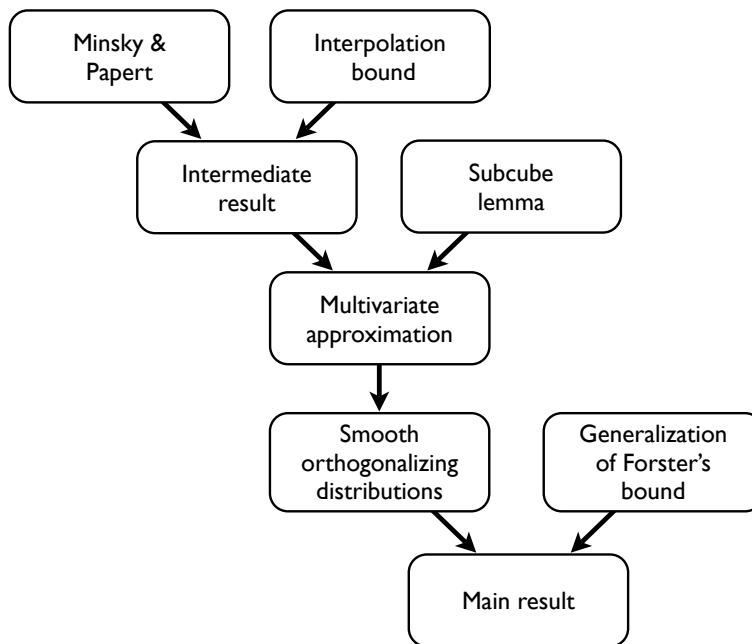 Minsky &
Papert
Interpolation
bound
Intermediate
result
Subcube
lemma
Multivariate
approximation
Smooth
orthogonalizing
distributions
Generalization
of Forster's
bound
Main result